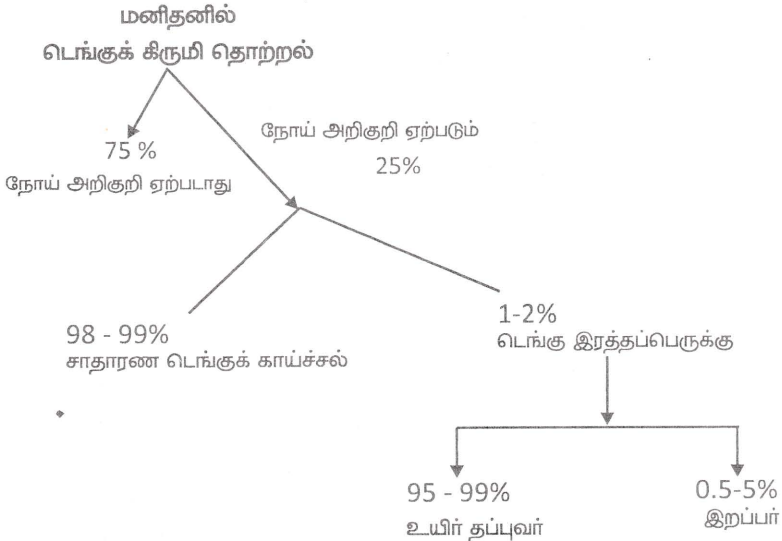 மனிதனில்
டெங்குக் கிருமி தொற்றல்
நோய் அறிகுறி ஏற்படும்
25%
75 %
நோய் அறிகுறி ஏற்படாது
98 - 99%
சாதாரண டெங்குக் காய்ச்சல்
1-2%
டெங்கு இரத்தப்பெருக்கு
95 - 99%
உயிர் தப்புவர்
0.5-5%
இறப்பர்